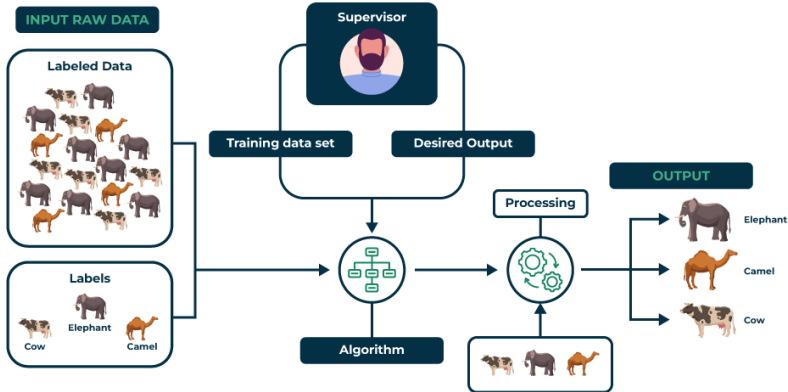 INPUT RAW DATA
Labeled Data
Labels
Elephant
Cow
Camel
Supervisor
Training data set
Desired Output
Algorithm
Processing
OUTPUT
Elephant
Camel
Cow